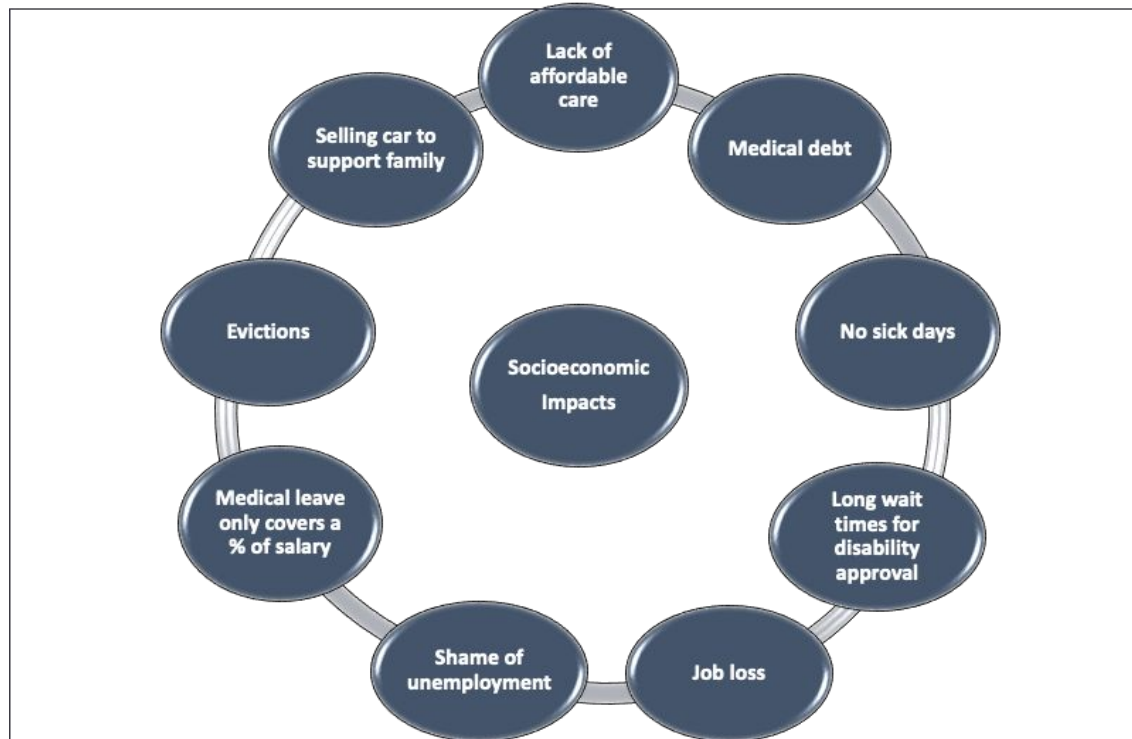 Lack of
affordable
care
Medical debt
No sick days
Long wait
times for
disability
approval
Job loss
Shame of
unemployment
Medical leave
only covers a
% of salary
Evictions
Selling car to
support family
Socioeconomic
Impacts